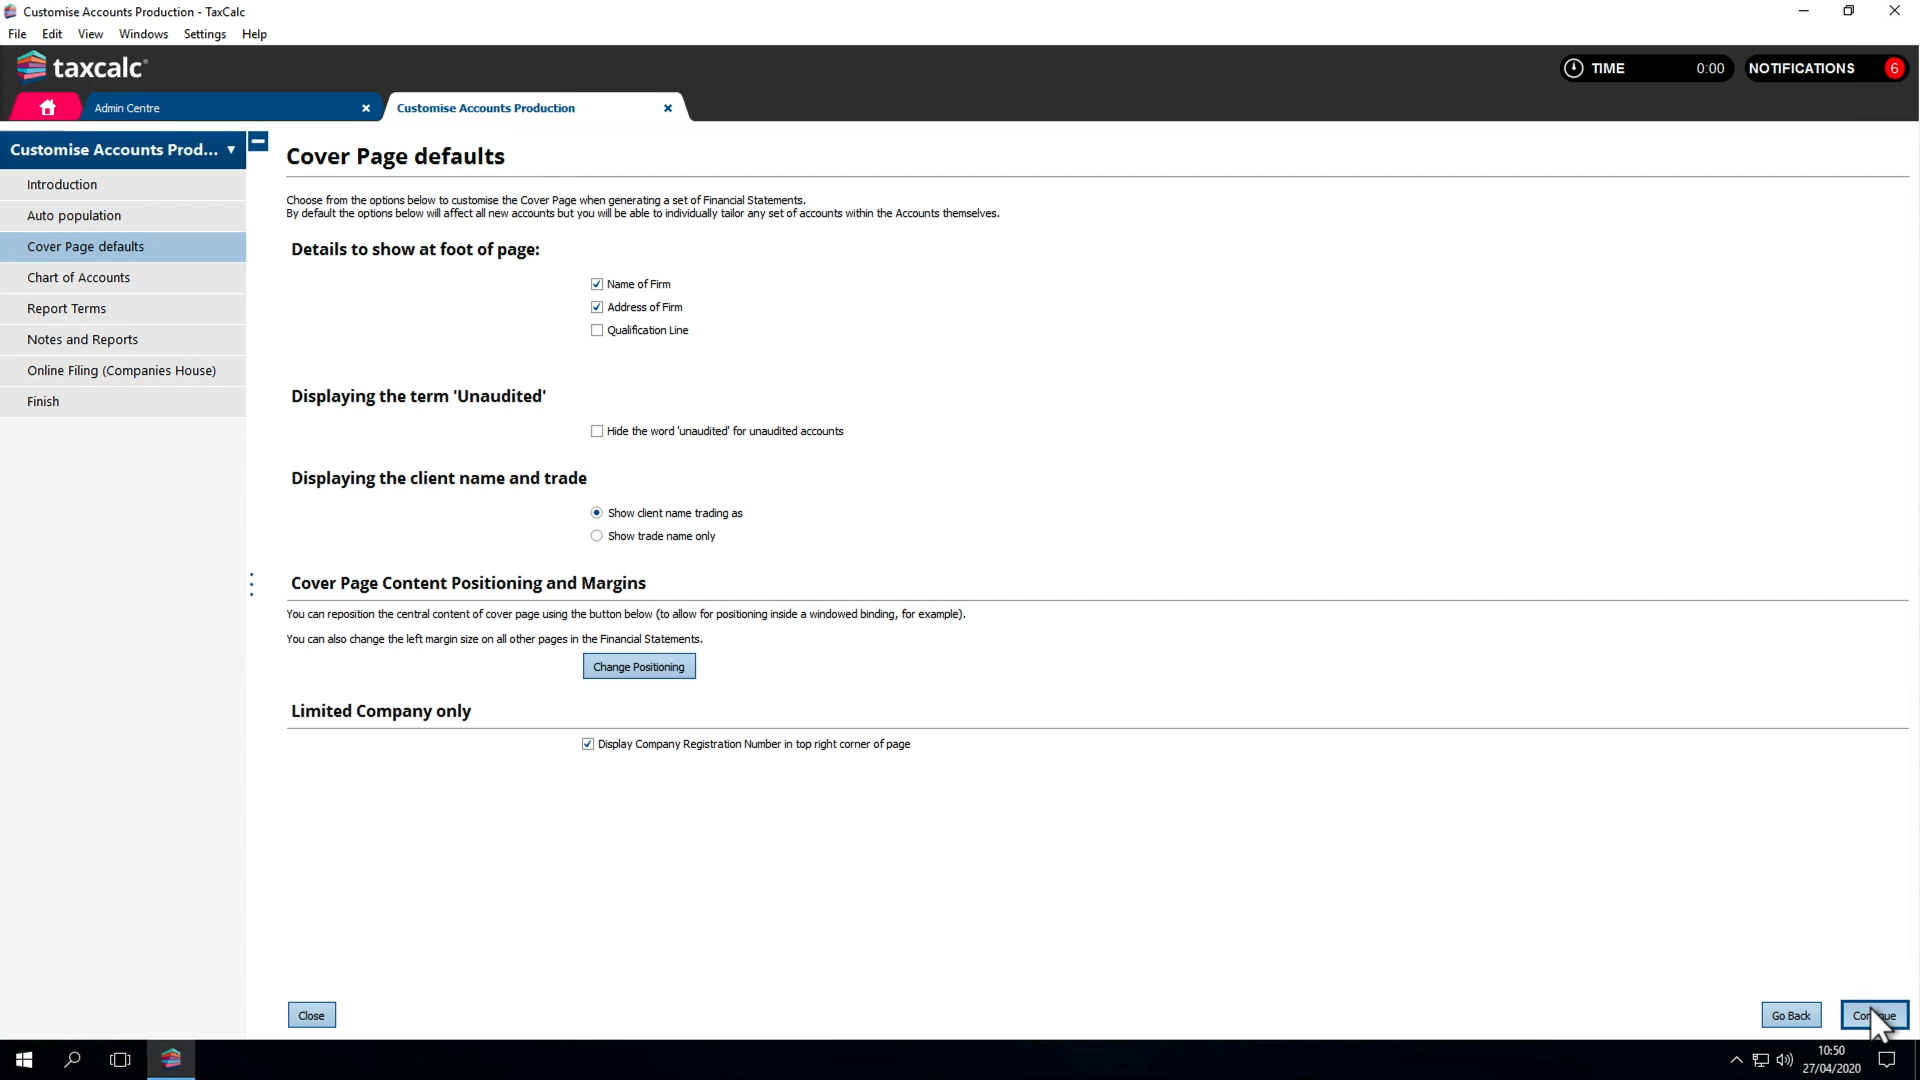 Customise Accounts Production - TaxCalc
File Edit View Windows Settings Help
taxcalc
TIME 0:00 NOTIFICATIONS 6
Admin Centre
Customise Accounts Production
Customise Accounts Prod...
Introduction
Auto population
Cover Page defaults
Chart of Accounts
Report Terms
Notes and Reports
Online Filing (Companies House)
Finish
Cover Page defaults
Choose from the options below to customise the Cover Page when generating a set of Financial Statements.
By default the options below will affect all new accounts but you will be able to individually tailor any set of accounts within the Accounts themselves.
Details to show at foot of page:
Name of Firm
Address of Firm
Qualification Line
Displaying the term 'Unaudited'
Hide the word 'unaudited' for unaudited accounts
Displaying the client name and trade
Show client name trading as
Show trade name only
Cover Page Content Positioning and Margins
You can reposition the central content of cover page using the button below (to allow for positioning inside a windowed binding, for example).
You can also change the left margin size on all other pages in the Financial Statements.
Change Positioning
Limited Company only
Display Company Registration Number in top right corner of page
Close
Go Back
10:50
27/04/2020